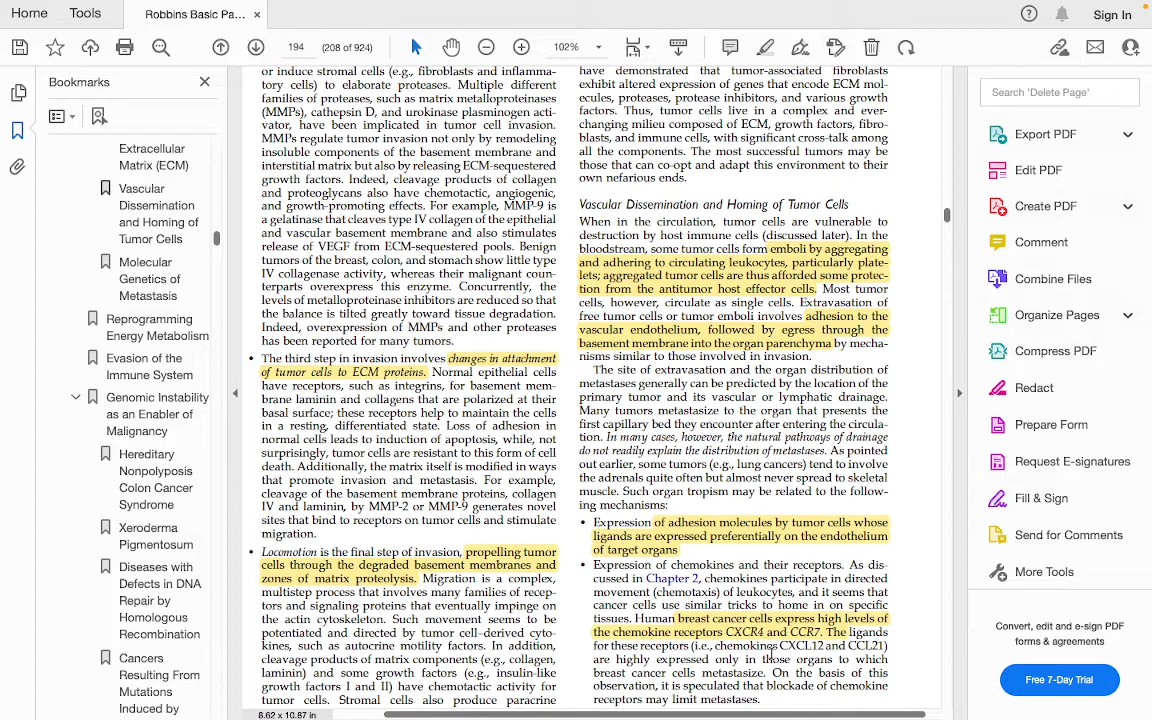 Home
Tools
Robbins Basic Pa...
Sign In
194
(208 of 924)
102%
Bookmarks
Extracellular
Matrix (ECM)
Vascular
Dissemination
and Homing of
Tumor Cells
Molecular
Genetics of
Metastasis
Reprogramming
Energy Metabolism
Evasion of the
Immune System
Genomic Instability
as an Enabler of
Malignancy
Hereditary
Nonpolyposis
Colon Cancer
Syndrome
Xeroderma
Pigmentosum
Diseases with
Defects in DNA
Repair by
Homologous
Recombination
Cancers
Resulting From
Mutations
Induced by
or induce stromal cells (e.g., fibroblasts and inflamma-
tory cells) to elaborate proteases. Multiple different
families of proteases, such as matrix metalloproteinases
(MMPs), cathepsin D, and urokinase plasminogen acti-
vator, have been implicated in tumor cell invasion.
MMPs regulate tumor invasion not only by remodeling
insoluble components of the basement membrane and
interstitial matrix but also by releasing ECM-sequestered
growth factors. Indeed, cleavage products of collagen
and proteoglycans also have chemotactic, angiogenic,
and growth-promoting effects. For example, MMP-9 is
a gelatinase that cleaves type IV collagen of the epithelial
and vascular basement membrane and also stimulates
release of VEGF from ECM-sequestered pools. Benign
tumors of the breast, colon, and stomach show little type
IV collagenase activity, whereas their malignant coun-
terparts overexpress this enzyme. Concurrently, the
levels of metalloproteinase inhibitors are reduced so that
the balance is tilted greatly toward tissue degradation.
Indeed, overexpression of MMPs and other proteases
has been reported for many tumors.
• The third step in invasion involves changes in attachment
of tumor cells to ECM proteins. Normal epithelial cells
have receptors, such as integrins, for basement mem-
brane laminin and collagens that are polarized at their
basal surface; these receptors help to maintain the cells
in a resting, differentiated state. Loss of adhesion in
normal cells leads to induction of apoptosis, while, not
surprisingly, tumor cells are resistant to this form of cell
death. Additionally, the matrix itself is modified in ways
that promote invasion and metastasis. For example,
cleavage of the basement membrane proteins, collagen
IV and laminin, by MMP-2 or MMP-9 generates novel
sites that bind to receptors on tumor cells and stimulate
migration.
• Locomotion is the final step of invasion, propelling tumor
cells through the degraded basement membranes and
zones of matrix proteolysis. Migration is a complex,
multistep process that involves many families of recep-
tors and signaling proteins that eventually impinge on
the actin cytoskeleton. Such movement seems to be
potentiated and directed by tumor cell–derived cyto-
kines, such as autocrine motility factors. In addition,
cleavage products of matrix components (e.g., collagen,
laminin) and some growth factors (e.g., insulin-like
growth factors I and II) have chemotactic activity for
tumor cells. Stromal cells also produce paracrine
have demonstrated that tumor-associated fibroblasts
exhibit altered expression of genes that encode ECM mol-
ecules, proteases, protease inhibitors, and various growth
factors. Thus, tumor cells live in a complex and ever-
changing milieu composed of ECM, growth factors, fibro-
blasts, and immune cells, with significant cross-talk among
all the components. The most successful tumors may be
those that can co-opt and adapt this environment to their
own nefarious ends.
Vascular Dissemination and Homing of Tumor Cells
When in the circulation, tumor cells are vulnerable to
destruction by host immune cells (discussed later). In the
bloodstream, some tumor cells form emboli by aggregating
and adhering to circulating leukocytes, particularly plate-
lets; aggregated tumor cells are thus afforded some protec-
tion from the antitumor host effector cells. Most tumor
cells, however, circulate as single cells. Extravasation of
free tumor cells or tumor emboli involves adhesion to the
vascular endothelium, followed by egress through the
basement membrane into the organ parenchyma by mecha-
nisms similar to those involved in invasion.
The site of extravasation and the organ distribution of
metastases generally can be predicted by the location of the
primary tumor and its vascular or lymphatic drainage.
Many tumors metastasize to the organ that presents the
first capillary bed they encounter after entering the circula-
tion. In many cases, however, the natural pathways of drainage
do not readily explain the distribution of metastases. As pointed
out earlier, some tumors (e.g., lung cancers) tend to involve
the adrenals quite often but almost never spread to skeletal
muscle. Such organ tropism may be related to the follow-
ing mechanisms:
• Expression of adhesion molecules by tumor cells whose
ligands are expressed preferentially on the endothelium
of target organs
• Expression of chemokines and their receptors. As dis-
cussed in Chapter 2, chemokines participate in directed
movement (chemotaxis) of leukocytes, and it seems that
cancer cells use similar tricks to home in on specific
tissues. Human breast cancer cells express high levels of
the chemokine receptors CXCR4 and CCR7. The ligands
for these receptors (i.e., chemokines CXCL12 and CCL21)
are highly expressed only in those organs to which
breast cancer cells metastasize. On the basis of this
observation, it is speculated that blockade of chemokine
receptors may limit metastases.
8.62 x 10.87 in
Search 'Delete Page'
Export PDF
Edit PDF
Create PDF
Comment
Combine Files
Organize Pages
Compress PDF
Redact
Prepare Form
Request E-signatures
Fill & Sign
Send for Comments
More Tools
Convert, edit and e-sign PDF
forms & agreements
Free 7-Day Trial